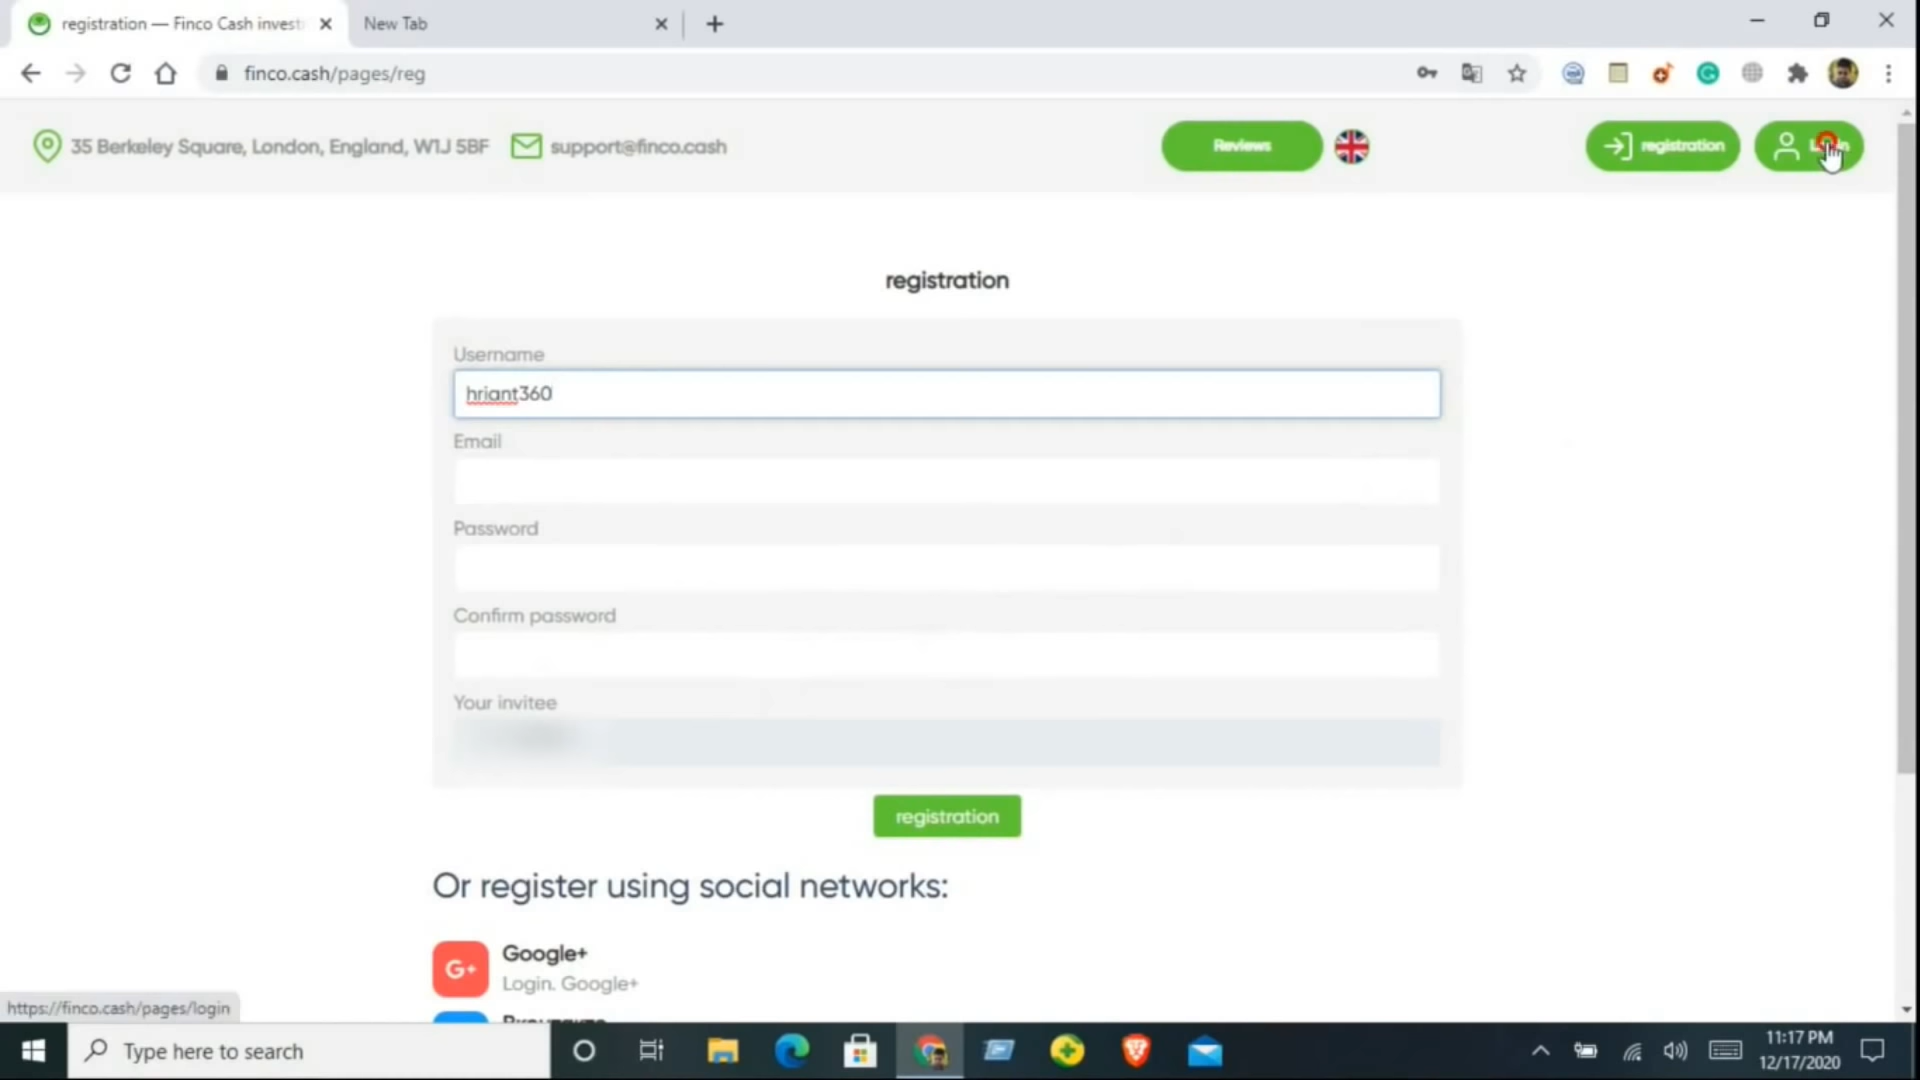 registration — Finco Cash invest
New Tab
finco.cash/pages/reg
35 Berkeley Square, London, England, W1J 5BF
support@finco.cash
Reviews
registration
registration
Username
hriant360
Email
Password
Confirm password
Your invitee
registration
Or register using social networks:
G+
Google+
Login. Google+
https://finco.cash/pages/login
Type here to search
11:17 PM
12/17/2020